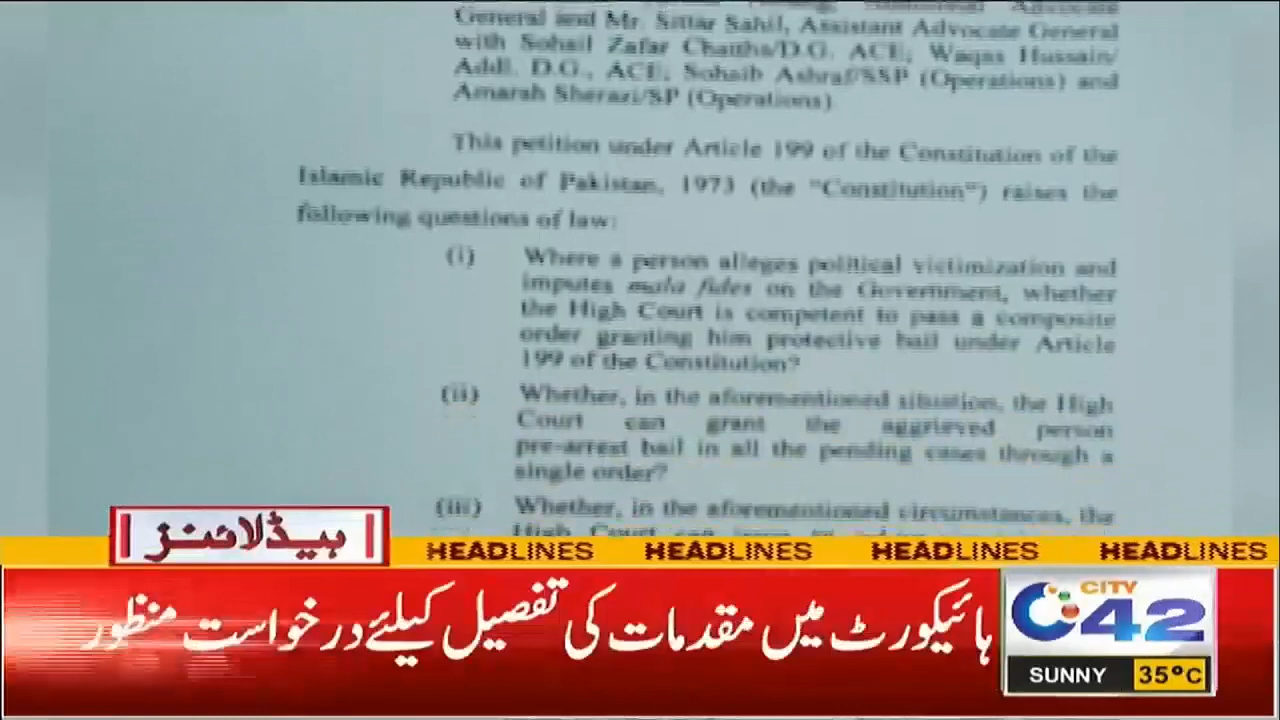 General and Mr. Sittar Sahil, Assistant Advocate General
with Sohail Zafar Chattha/D.G. ACE; Waqas Hussain/
Addl. D.G., ACE; Sohaib Ashraf/SSP (Operations) and
Amarah Sherazi/SP (Operations)
This petition under Article 199 of the Constitution of the
Islamic Republic of Pakistan, 1973 (the "Constitution") raises the
following questions of law:
(i) Where a person alleges political victimization and
imputes mala fides on the Government, whether
the High Court is competent to pass a composite
order granting him protective bail under Article
199 of the Constitution?
(ii) Whether, in the aforementioned situation, the High
Court can grant the aggrieved person
pre-arrest bail in all the pending cases through a
single order?
(iii) Whether, in the aforementioned circumstances, the
High Court can
ہیڈلائنز
HEADLINES HEADLINES HEADLINES HEADLINES
ہائیکورٹ میں مقدمات کی تفصیل کیلئے درخواست منظور
CITY
42
SUNNY 35°C